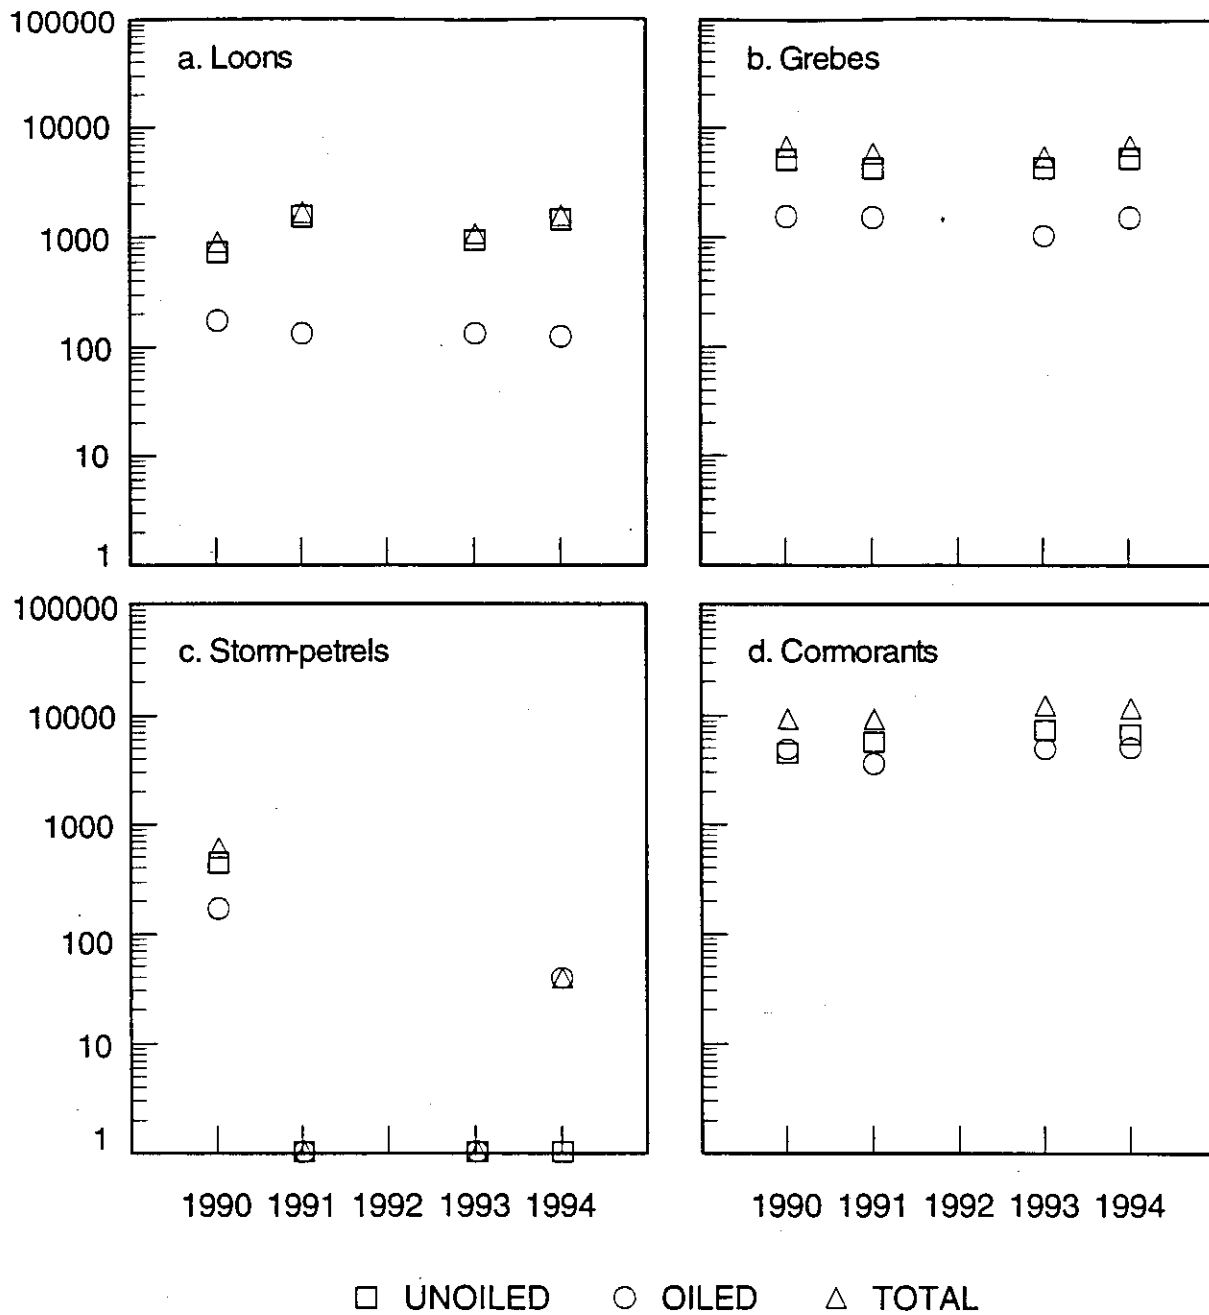 100000
10000
1000
100
10
1
a. Loons
b. Grebes
100000
10000
1000
100
10
1
c. Storm-petrels
d. Cormorants
1990 1991 1992 1993 1994
1990 1991 1992 1993 1994
UNOILED OILED TOTAL